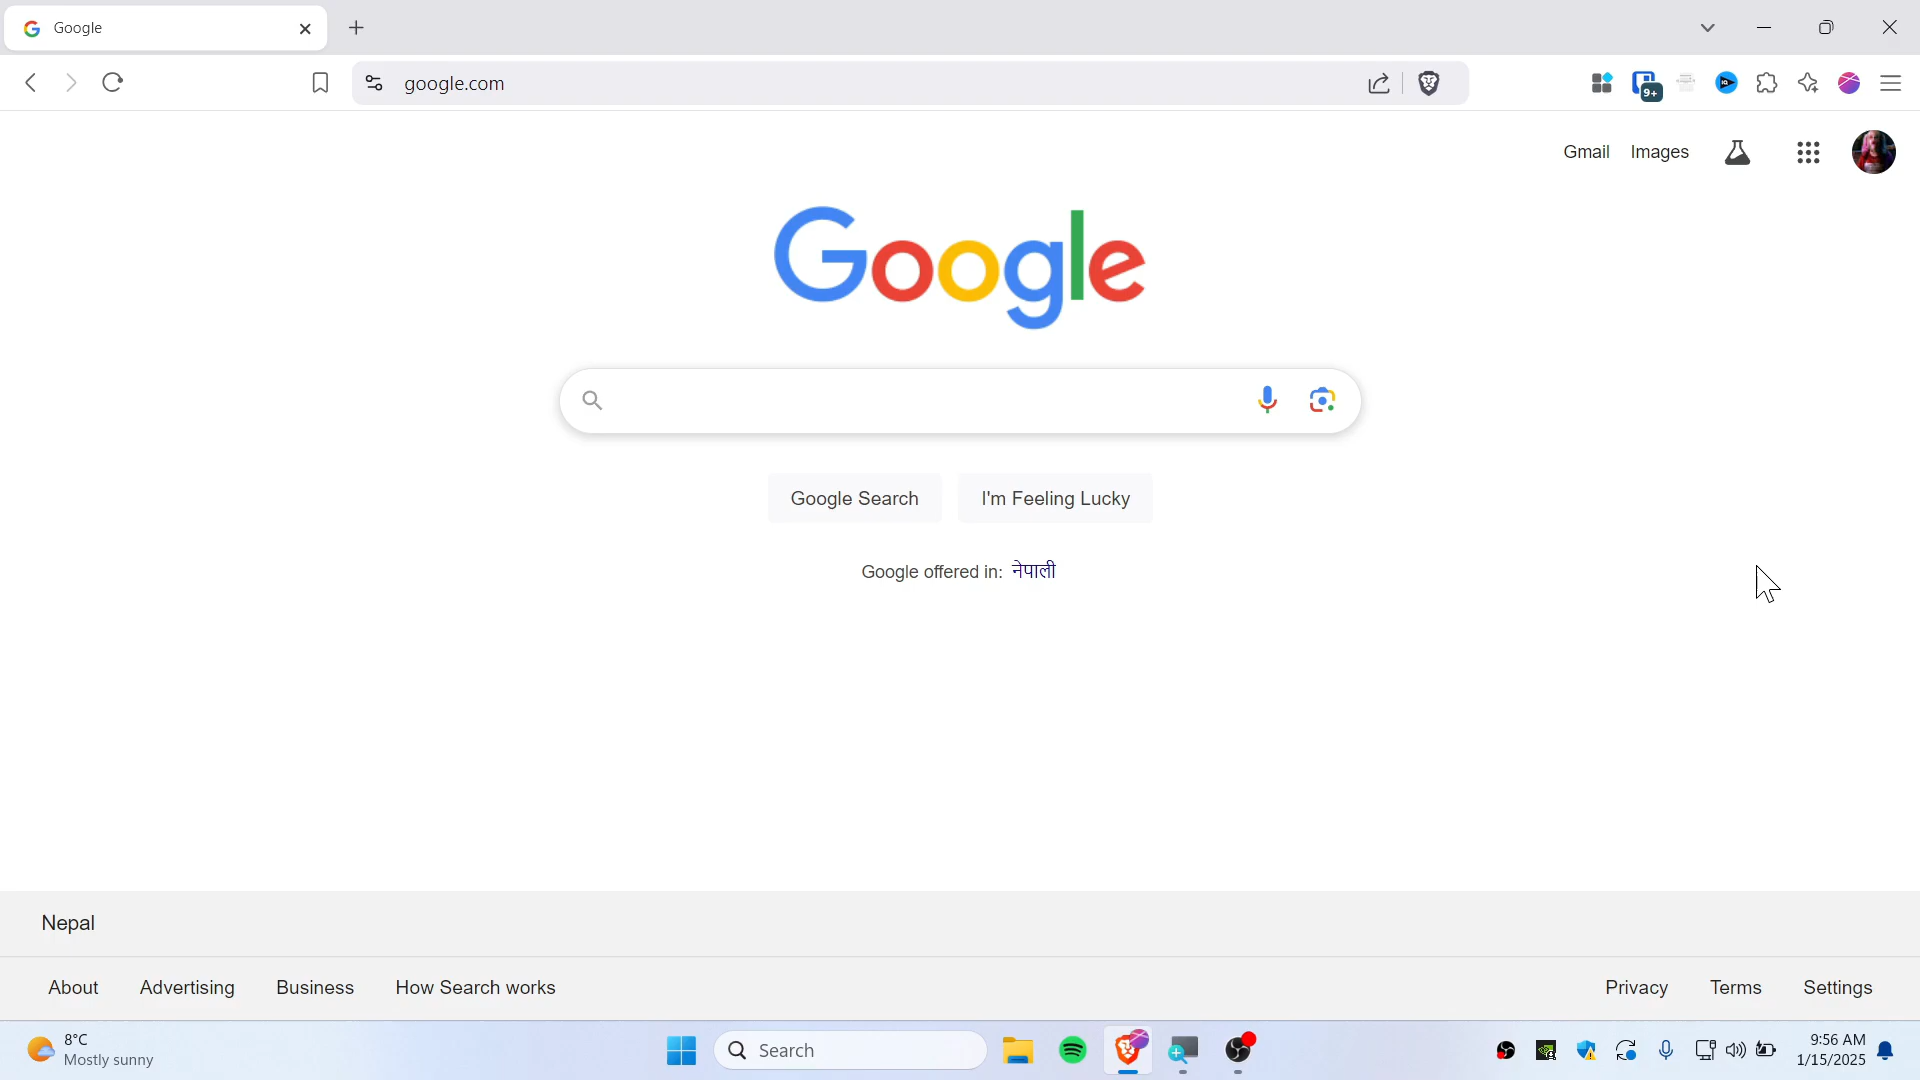 Google
google.com
9+
Gmail Images
Google
Google Search I'm Feeling Lucky
Google offered in: नेपाली
Nepal
About Advertising Business How Search works Privacy Terms Settings
8°C
Mostly sunny
Search
9:56 AM
1/15/2025